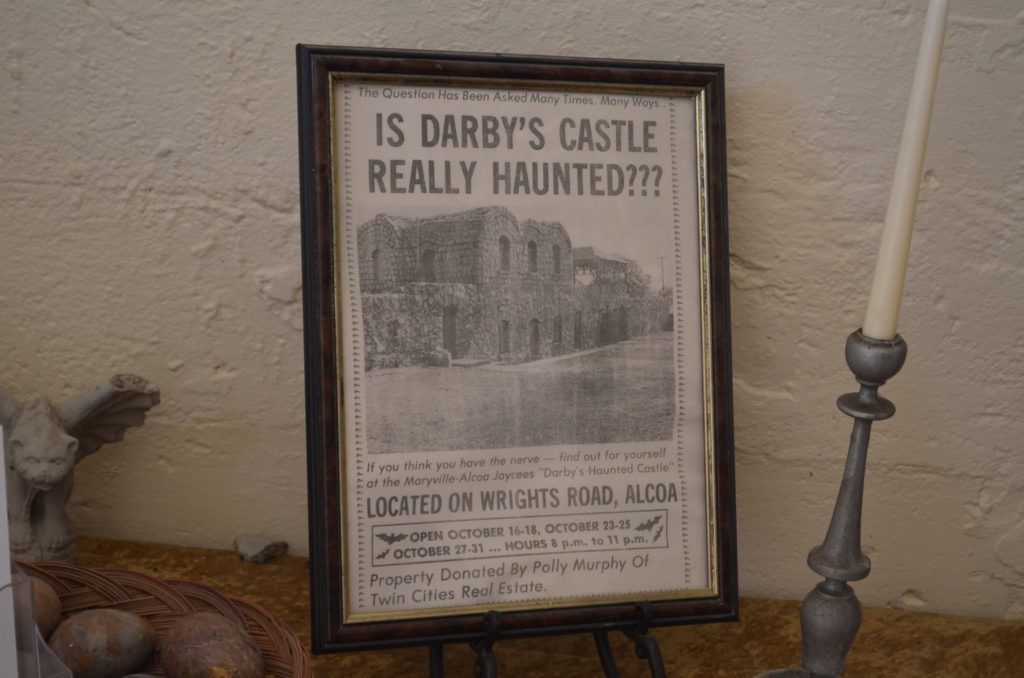 The Question Has Been Asked Many Times, Many Ways..
IS DARBY'S CASTLE
REALLY HAUNTED???
If you think you have the nerve — find out for yourself
at the Maryville-Alcoa Jaycees "Darby's Haunted Castle"
LOCATED ON WRIGHTS ROAD, ALCOA
OPEN OCTOBER 16-18, OCTOBER 23-25
OCTOBER 27-31 ... HOURS 8 p.m. to 11 p.m.
Property Donated By Polly Murphy Of
Twin Cities Real Estate.